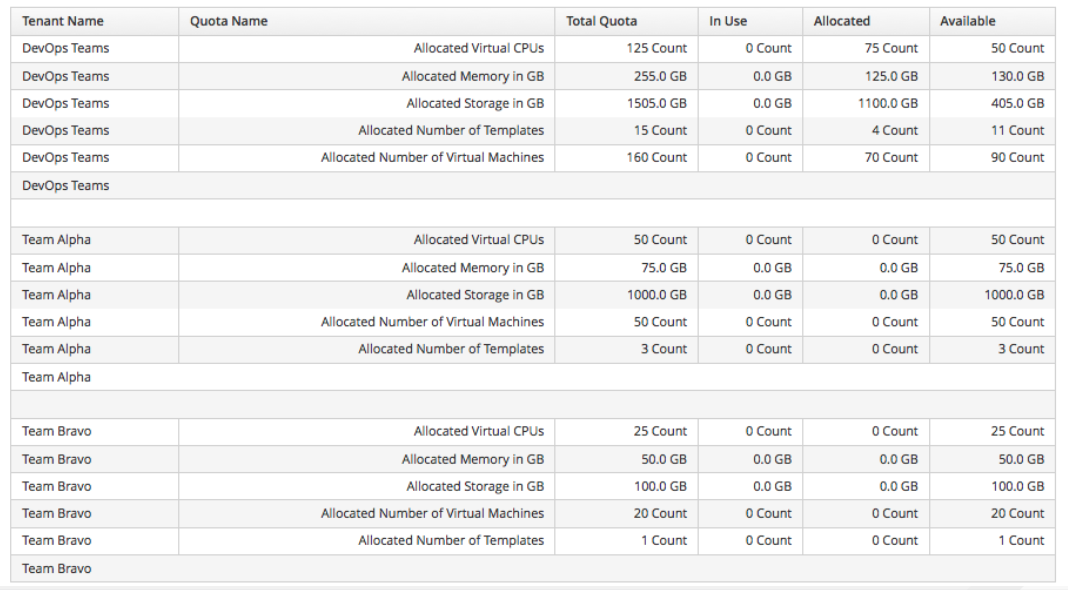 Tenant Name Quota Name Total Quota In Use Allocated Available
DevOps Teams Allocated Virtual CPUs 125 Count 0 Count 75 Count 50 Count
DevOps Teams Allocated Memory in GB 255.0 GB 0.0 GB 125.0 GB 130.0 GB
DevOps Teams Allocated Storage in GB 1505.0 GB 0.0 GB 1100.0 GB 405.0 GB
DevOps Teams Allocated Number of Templates 15 Count 0 Count 4 Count 11 Count
DevOps Teams Allocated Number of Virtual Machines 160 Count 0 Count 70 Count 90 Count
DevOps Teams
Team Alpha Allocated Virtual CPUs 50 Count 0 Count 0 Count 50 Count
Team Alpha Allocated Memory in GB 75.0 GB 0.0 GB 0.0 GB 75.0 GB
Team Alpha Allocated Storage in GB 1000.0 GB 0.0 GB 0.0 GB 1000.0 GB
Team Alpha Allocated Number of Virtual Machines 50 Count 0 Count 0 Count 50 Count
Team Alpha Allocated Number of Templates 3 Count 0 Count 0 Count 3 Count
Team Alpha
Team Bravo Allocated Virtual CPUs 25 Count 0 Count 0 Count 25 Count
Team Bravo Allocated Memory in GB 50.0 GB 0.0 GB 0.0 GB 50.0 GB
Team Bravo Allocated Storage in GB 100.0 GB 0.0 GB 0.0 GB 100.0 GB
Team Bravo Allocated Number of Virtual Machines 20 Count 0 Count 0 Count 20 Count
Team Bravo Allocated Number of Templates 1 Count 0 Count 0 Count 1 Count
Team Bravo